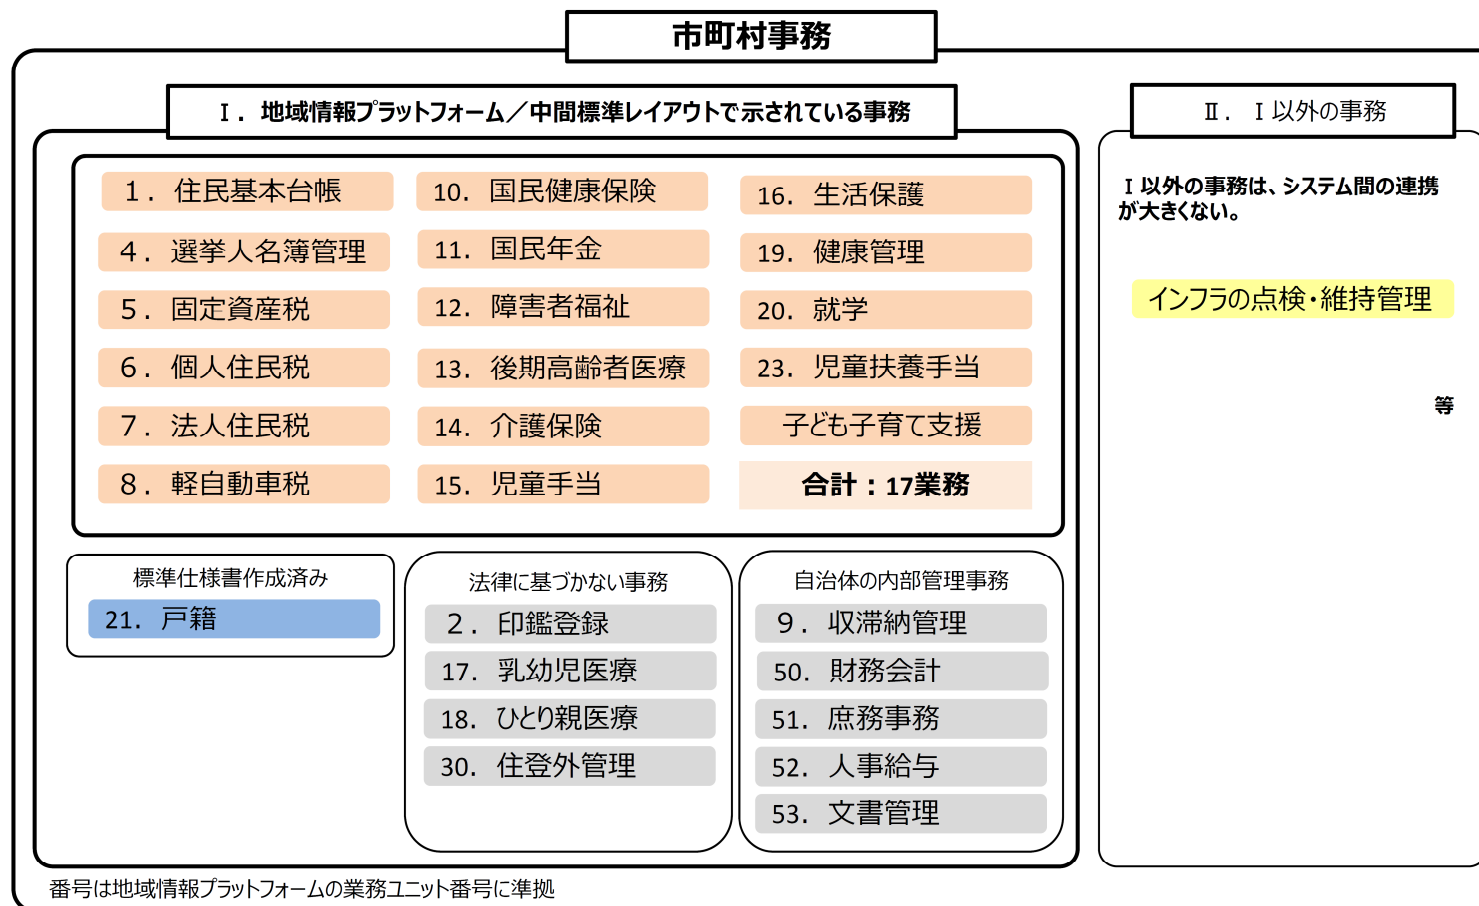 市町村事務
Ⅰ．地域情報プラットフォーム／中間標準レイアウトで示されている事務
1．住民基本台帳
4．選挙人名簿管理
5．固定資産税
6．個人住民税
7．法人住民税
8．軽自動車税
10．国民健康保険
11．国民年金
12．障害者福祉
13．後期高齢者医療
14．介護保険
15．児童手当
16．生活保護
19．健康管理
20．就学
23．児童扶養手当
子ども子育て支援
合計：17業務
標準仕様書作成済み
21．戸籍
法律に基づかない事務
2．印鑑登録
17．乳幼児医療
18．ひとり親医療
30．住登外管理
自治体の内部管理事務
9．収滞納管理
50．財務会計
51．庶務事務
52．人事給与
53．文書管理
Ⅱ．Ⅰ以外の事務
Ⅰ以外の事務は、システム間の連携
が大きくない。
インフラの点検・維持管理
等
番号は地域情報プラットフォームの業務ユニット番号に準拠